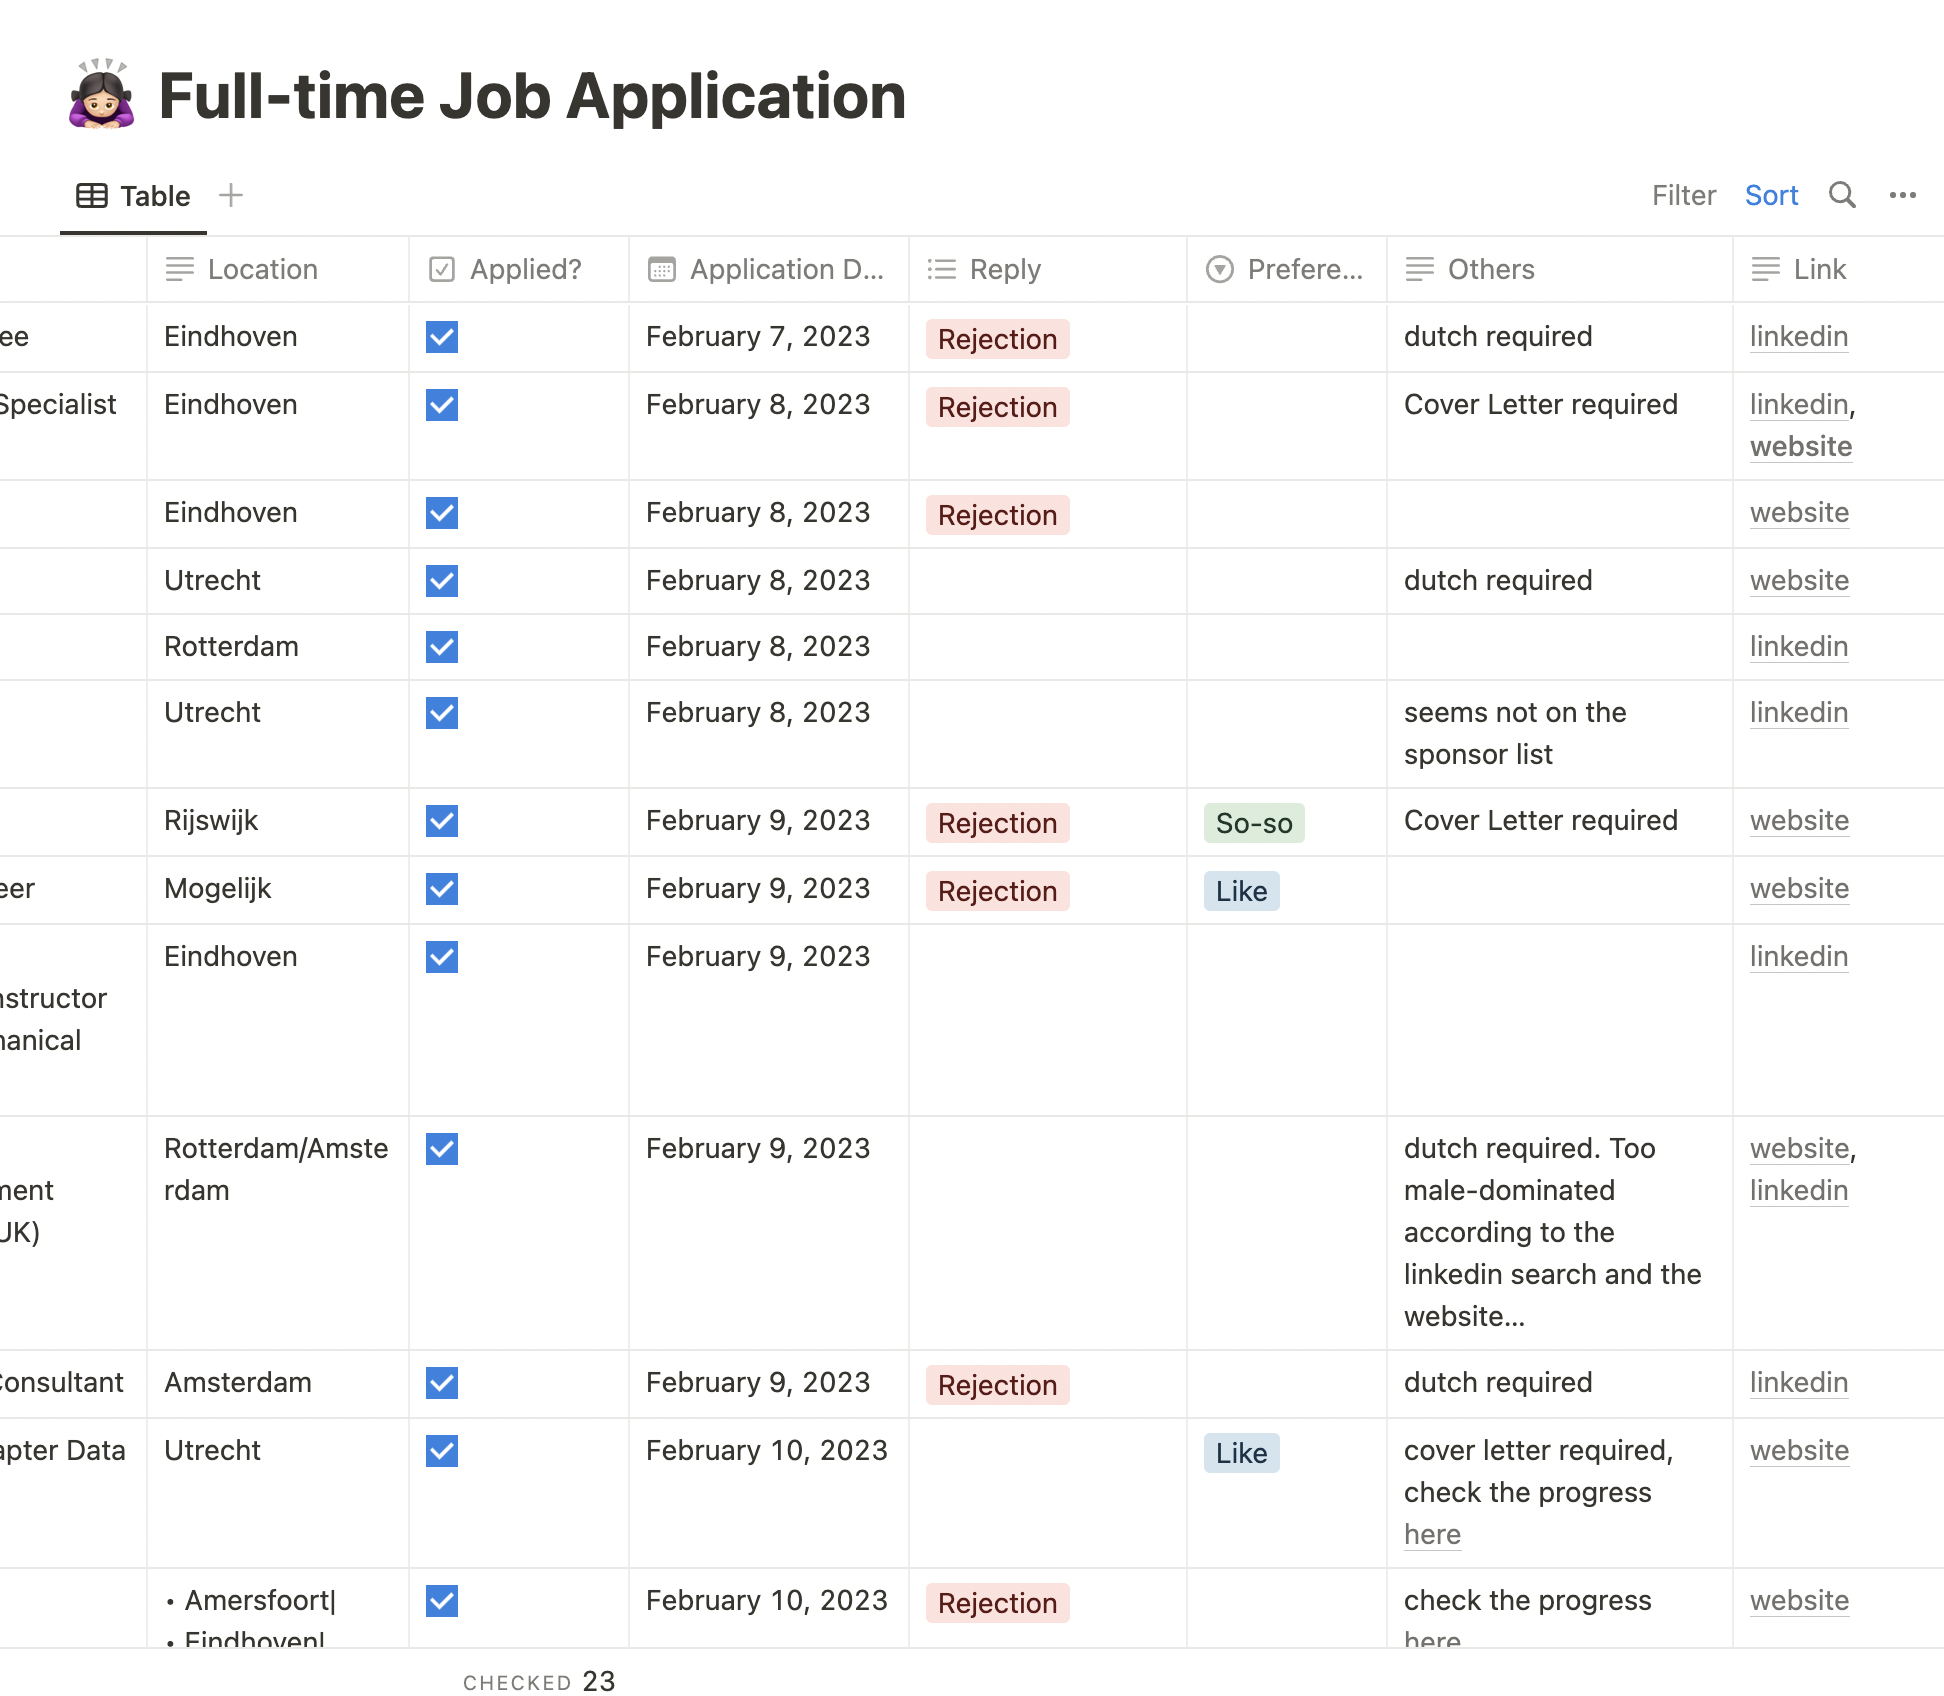 Full-time Job Application
Table
Filter Sort
Location Applied? Application D... Reply Prefere... Others Link
ee Eindhoven February 7, 2023 Rejection dutch required linkedin
Specialist Eindhoven February 8, 2023 Rejection Cover Letter required linkedin,
website
Eindhoven February 8, 2023 Rejection website
Utrecht February 8, 2023 dutch required website
Rotterdam February 8, 2023 linkedin
Utrecht February 8, 2023 seems not on the linkedin
sponsor list
Rijswijk February 9, 2023 Rejection So-so Cover Letter required website
eer Mogelijk February 9, 2023 Rejection Like website
Eindhoven February 9, 2023 linkedin
nstructor
hanical
Rotterdam/Amste February 9, 2023 dutch required. Too website,
rdam male-dominated linkedin
ment
UK) according to the
linkedin search and the
website...
Consultant Amsterdam February 9, 2023 Rejection dutch required linkedin
apter Data Utrecht February 10, 2023 Like cover letter required, website
check the progress
here
• Amersfoort| February 10, 2023 Rejection check the progress website
• Eindhoven| here
CHECKED 23